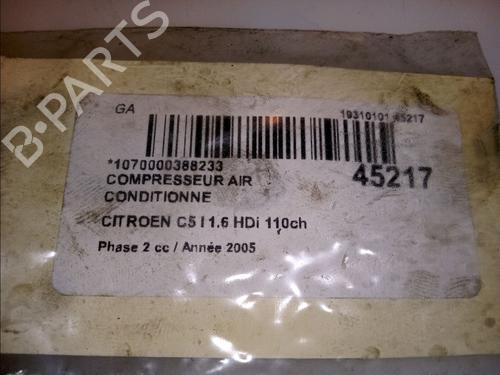 B-PARTS
GA
19310101 45217
*1070000388233
45217
COMPRESSEUR AIR
CONDITIONNE
CITROEN C5 I 1.6 HDi 110ch
Phase 2 cc / Année 2005